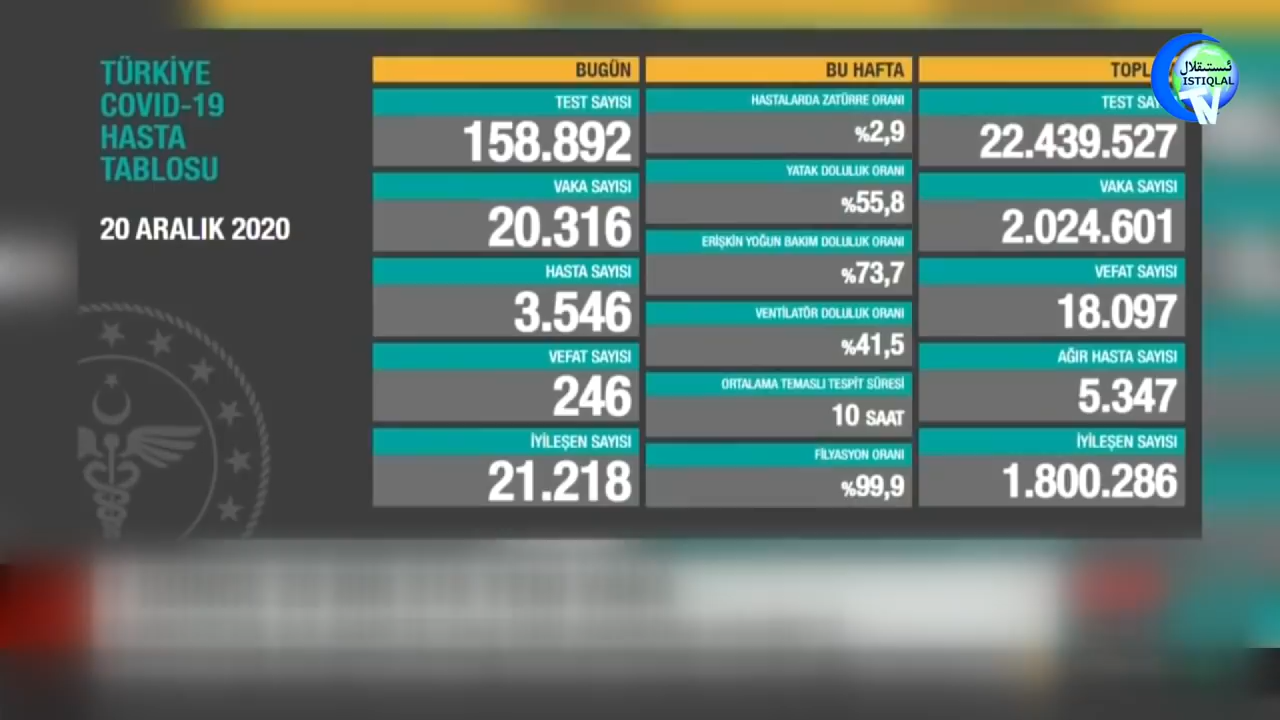 TÜRKİYE
COVID-19
HASTA
TABLOSU
20 ARALIK 2020
BUGÜN
TEST SAYISI
158.892
VAKA SAYISI
20.316
HASTA SAYISI
3.546
VEFAT SAYISI
246
İYİLEŞEN SAYISI
21.218
BU HAFTA
HASTALARDA ZATÜRRE ORANI
%2,9
YATAK DOLULUK ORANI
%55,8
ERİŞKİN YOĞUN BAKIM DOLULUK ORANI
%73,7
VENTİLATÖR DOLULUK ORANI
%41,5
ORTALAMA TEMASLI TESPİT SÜRESİ
10 SAAT
FİLYASYON ORANI
%99,9
TOPL
TEST SAY
22.439.527
VAKA SAYISI
2.024.601
VEFAT SAYISI
18.097
AĞIR HASTA SAYISI
5.347
İYİLEŞEN SAYISI
1.800.286
ئىستىقلال
ISTIQLAL
TV